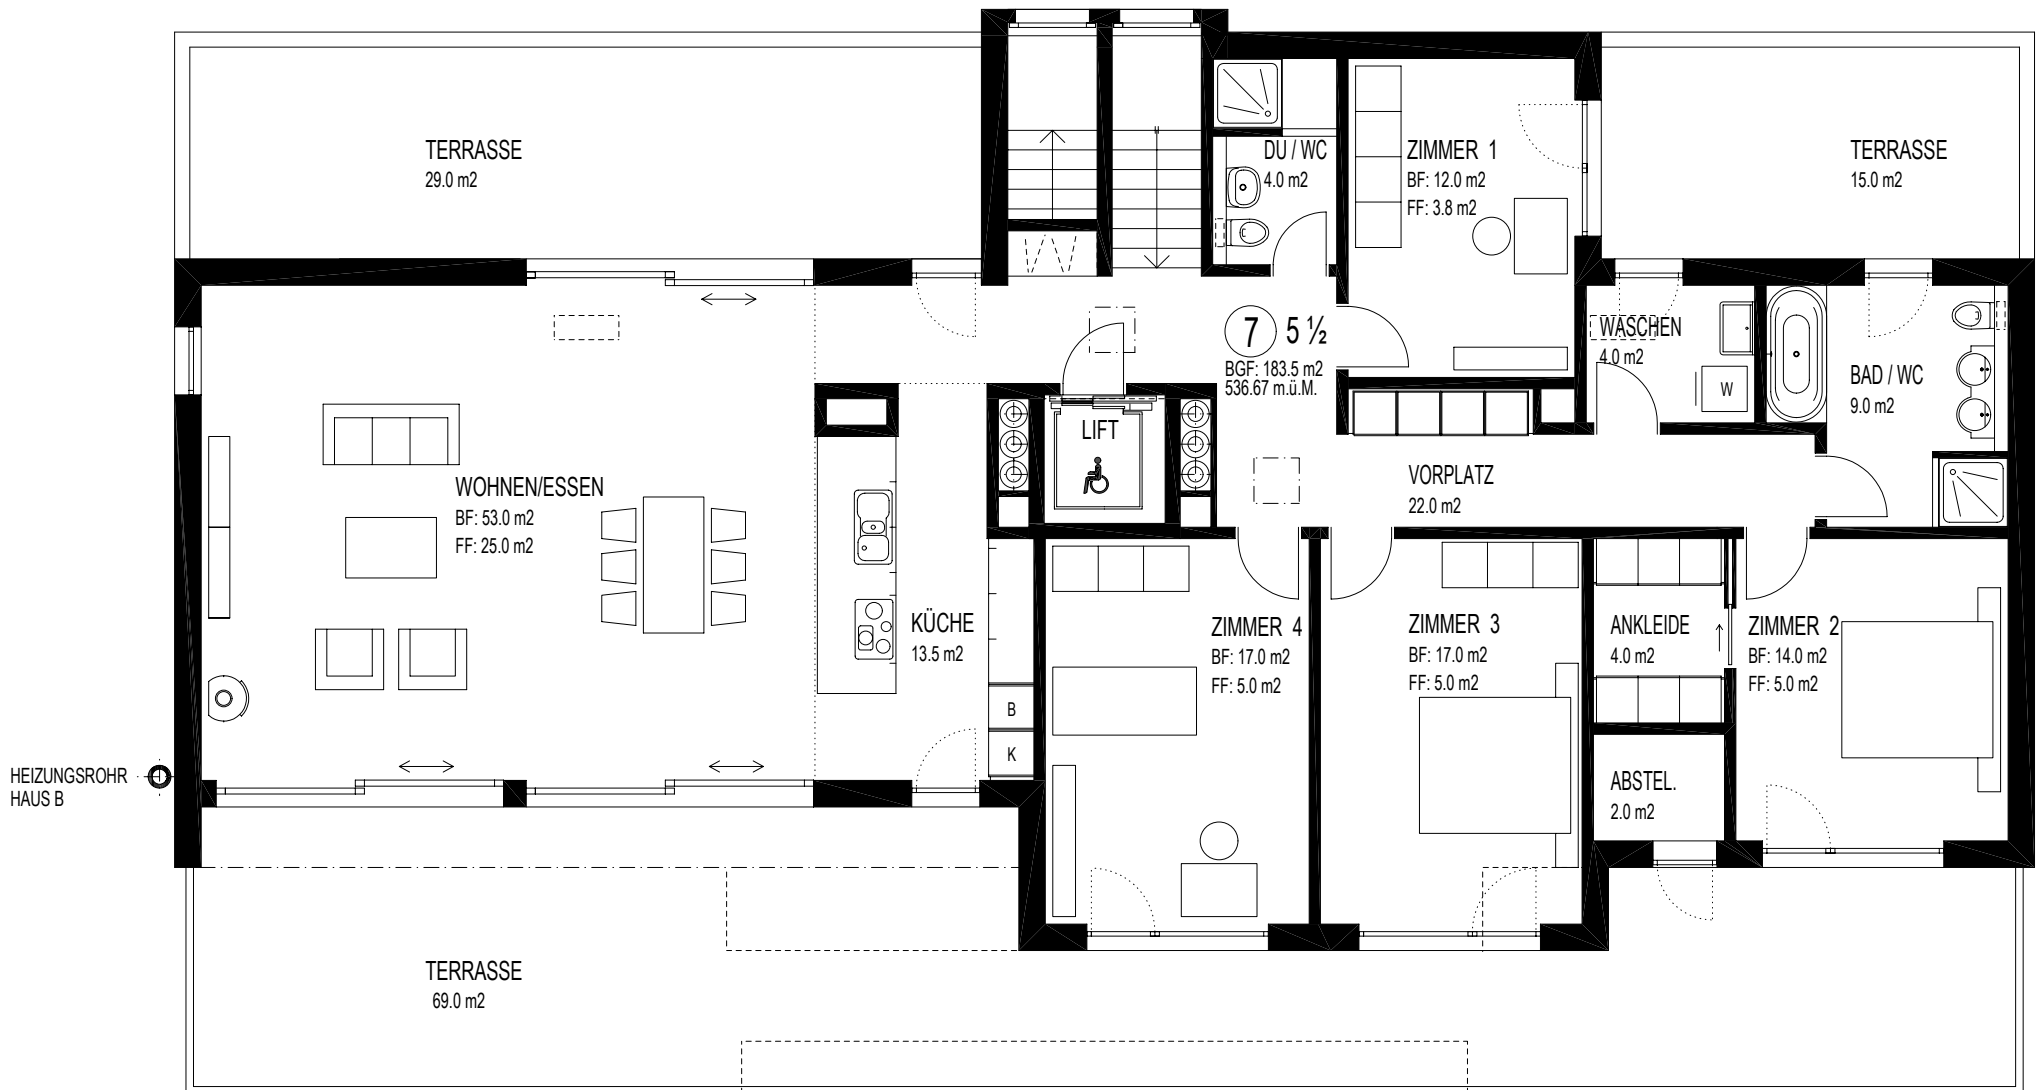 TERRASSE
29.0 m2
DU / WC
4.0 m2
ZIMMER 1
BF: 12.0 m2
FF: 3.8 m2
TERRASSE
15.0 m2
7 5 ½
BGF: 183.5 m2
536.67 m.ü.M.
WASCHEN
4.0 m2
W
BAD / WC
9.0 m2
LIFT
WOHNEN/ESSEN
BF: 53.0 m2
FF: 25.0 m2
VORPLATZ
22.0 m2
KÜCHE
13.5 m2
B
K
ZIMMER 4
BF: 17.0 m2
FF: 5.0 m2
ZIMMER 3
BF: 17.0 m2
FF: 5.0 m2
ANKLEIDE
4.0 m2
ZIMMER 2
BF: 14.0 m2
FF: 5.0 m2
HEIZUNGSROHR
HAUS B
ABSTEL.
2.0 m2
TERRASSE
69.0 m2